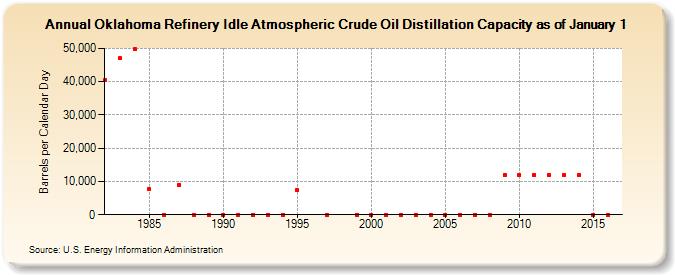 Annual Oklahoma Refinery Idle Atmospheric Crude Oil Distillation Capacity as of January 1
Barrels per Calendar Day
50,000
40,000
30,000
20,000
10,000
0
1985 1990 1995 2000 2005 2010 2015
Source: U.S. Energy Information Administration